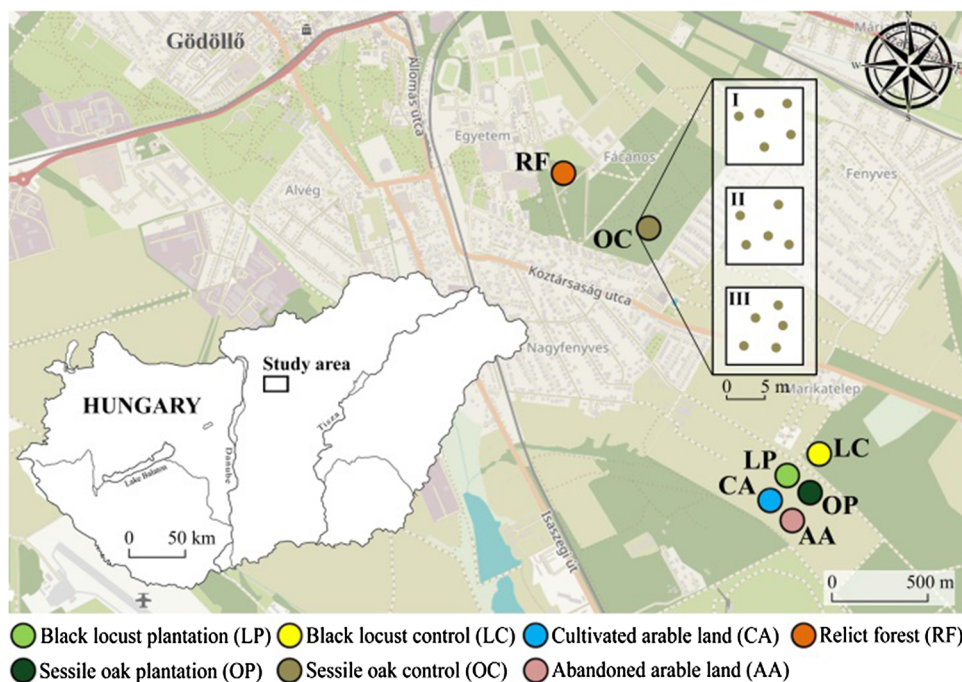 Gödöllő
Állomás utca
Egyetem
Fácános
Alvég
Fenyves
RF
OC
I
II
III
0 5 m
Köztársaság utca
Nagyfenyves
Marikatelep
Study area
HUNGARY
Danube
Tisza
Lake Balaton
0 50 km
Isaszegi út
LC
LP
CA
OP
AA
0 500 m
Black locust plantation (LP) Black locust control (LC) Cultivated arable land (CA) Relict forest (RF)
Sessile oak plantation (OP) Sessile oak control (OC) Abandoned arable land (AA)